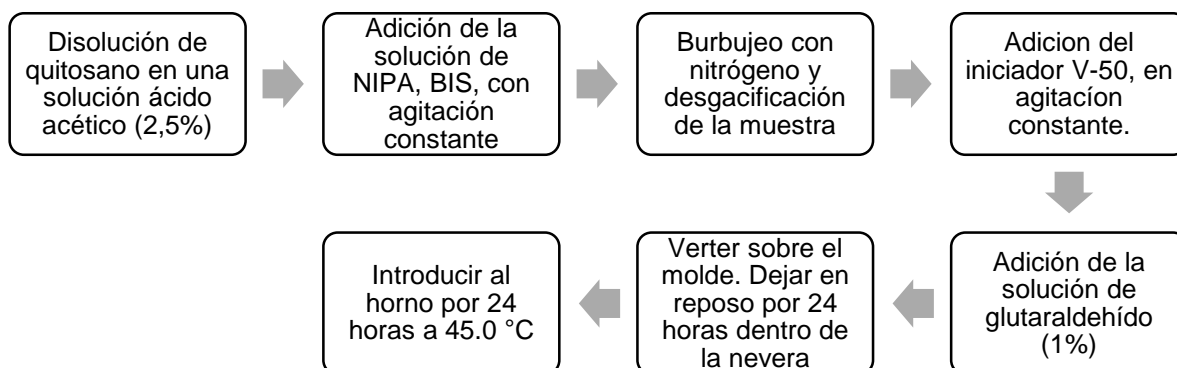 Disolución de
quitosano en una
solución ácido
acético (2,5%)
Adición de la
solución de
NIPA, BIS, con
agitación
constante
Burbujeo con
nitrógeno y
desgacificación
de la muestra
Adicion del
iniciador V-50, en
agitacíon
constante.
Adición de la
solución de
glutaraldehído
(1%)
Verter sobre el
molde. Dejar en
reposo por 24
horas dentro de
la nevera
Introducir al
horno por 24
horas a 45.0 °C